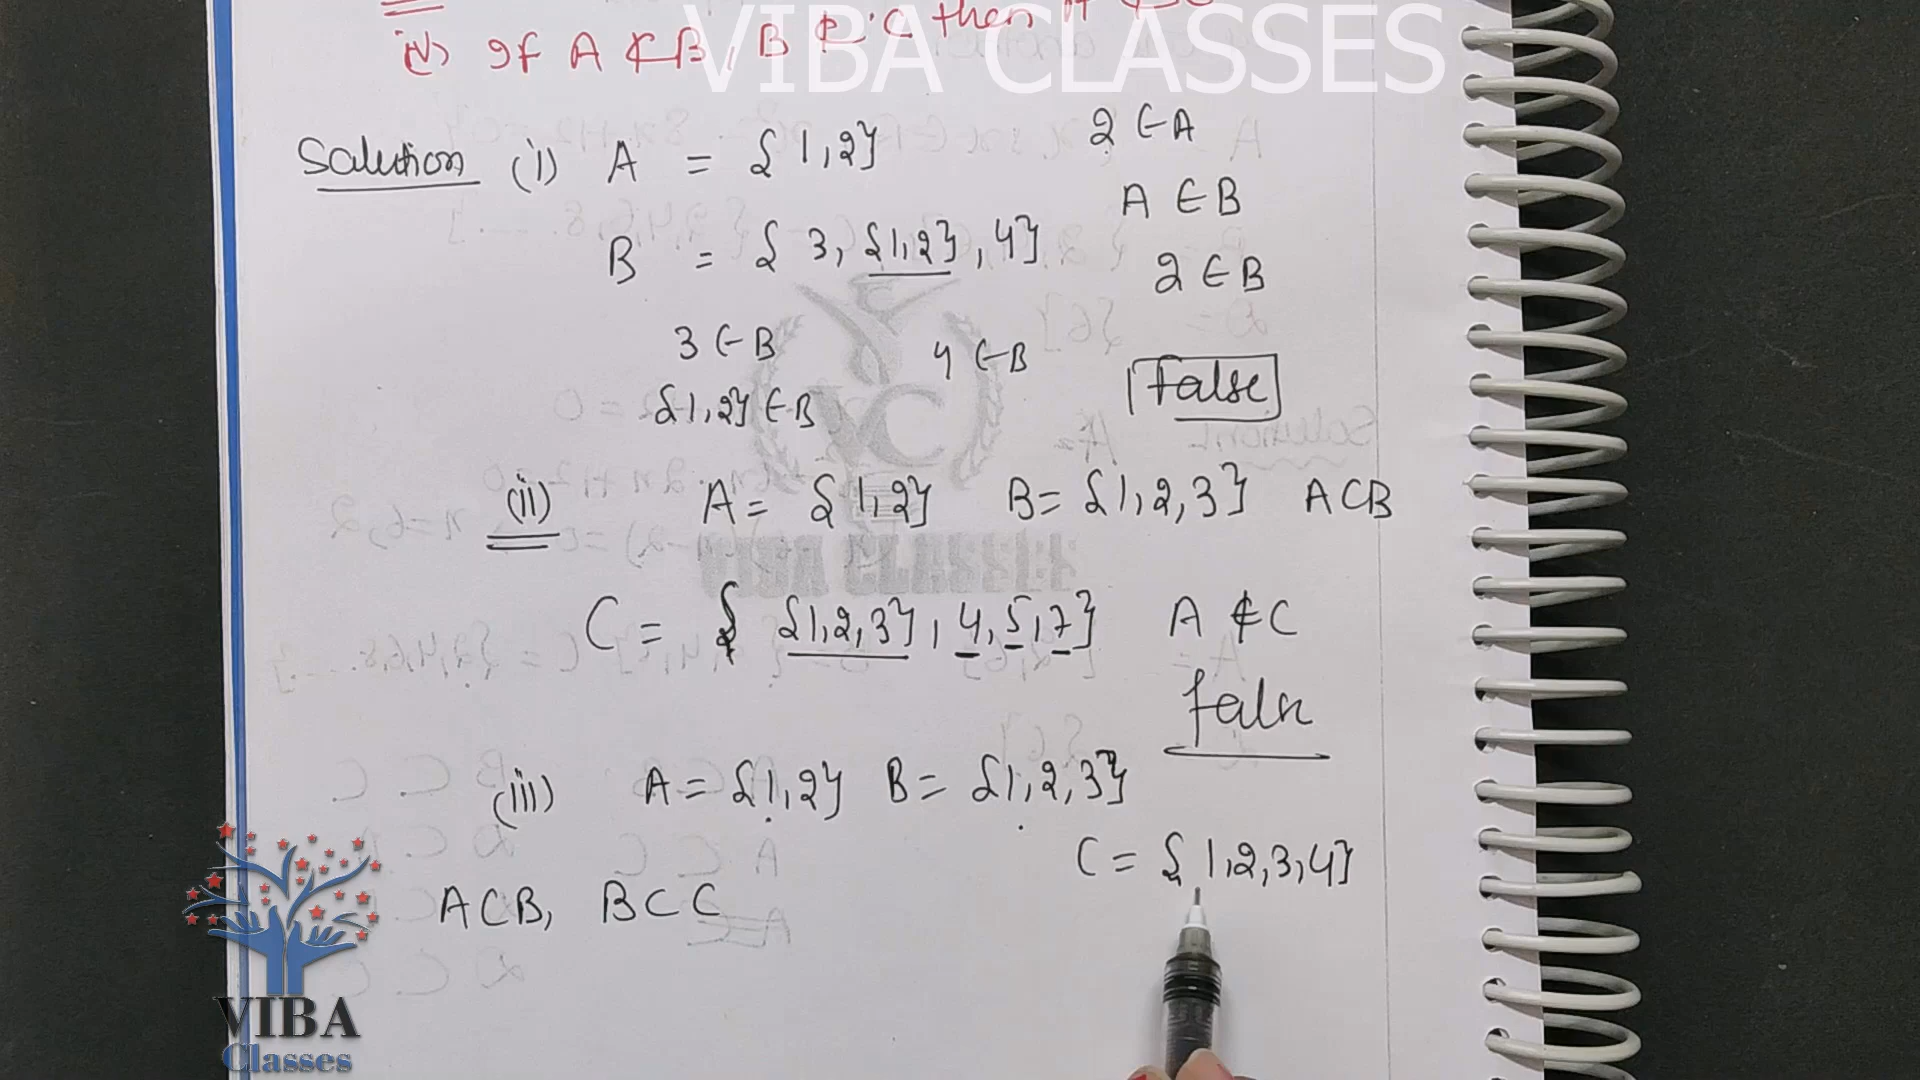 (iv) If A ⊄ B, B ⊄ C then A ⊄ C
VIBA CLASSES
Solution (i) A = {1,2} 2 ∈ A
A ∈ B
B = { 3, {1,2}, 4} 2 ∈ B
3 ∈ B 4 ∈ B
{1,2} ∈ B False
(ii) A = {1,2} B = {1,2,3} A ⊂ B
C = { {1,2,3}, 4, 5, 7} A ⊄ C
False
(iii) A = {1,2} B = {1,2,3}
C = {1,2,3,4}
A ⊂ B, B ⊂ C
VIBA
Classes